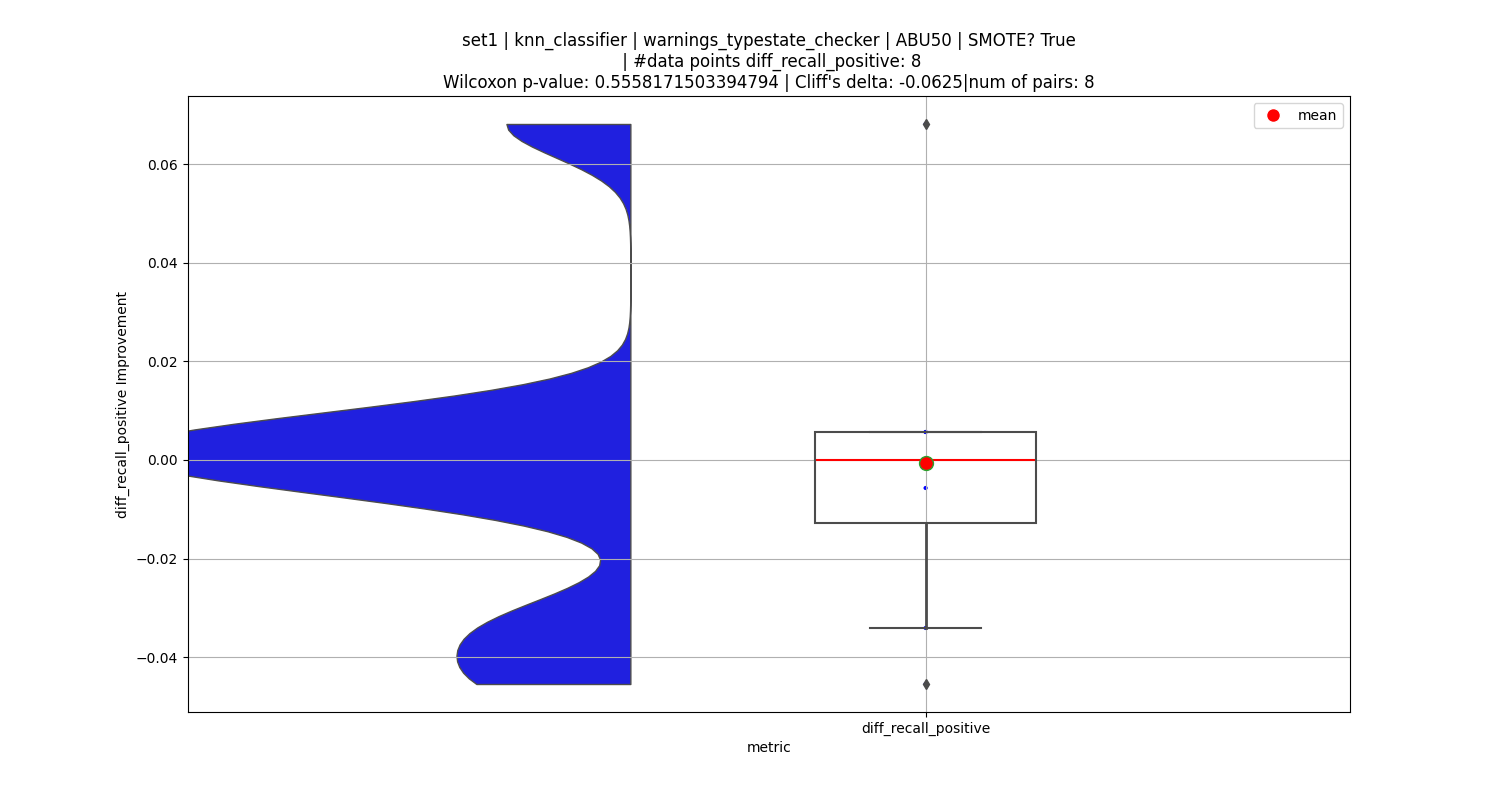 set1 | knn_classifier | warnings_typestate_checker | ABU50 | SMOTE? True
| #data points diff_recall_positive: 8
Wilcoxon p-value: 0.5558171503394794 | Cliff's delta: -0.0625|num of pairs: 8
mean
0.06
0.04
0.02
0.00
−0.02
−0.04
diff_recall_positive Improvement
diff_recall_positive
metric